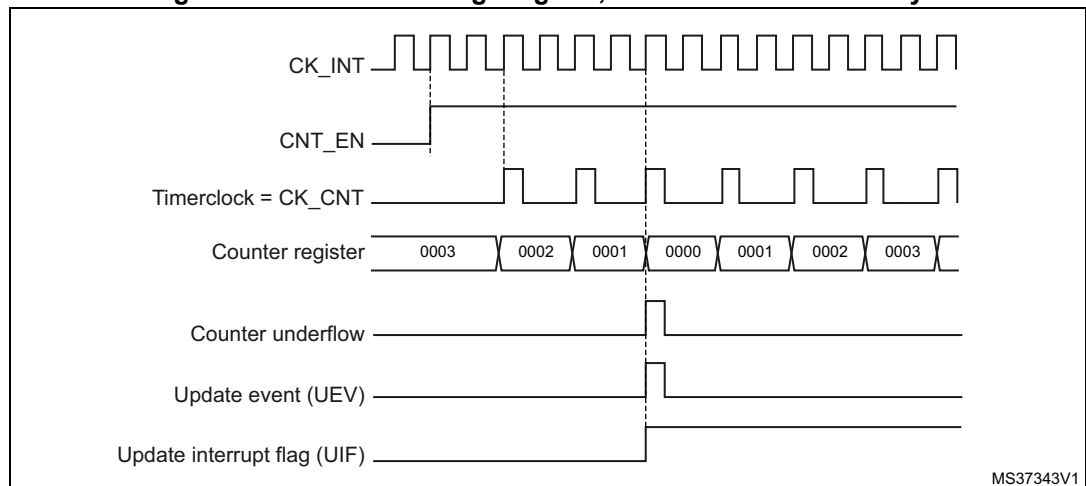 CK_INT
CNT_EN
Timerclock = CK_CNT
Counter register 0003 0002 0001 0000 0001 0002 0003
Counter underflow
Update event (UEV)
Update interrupt flag (UIF)
MS37343V1